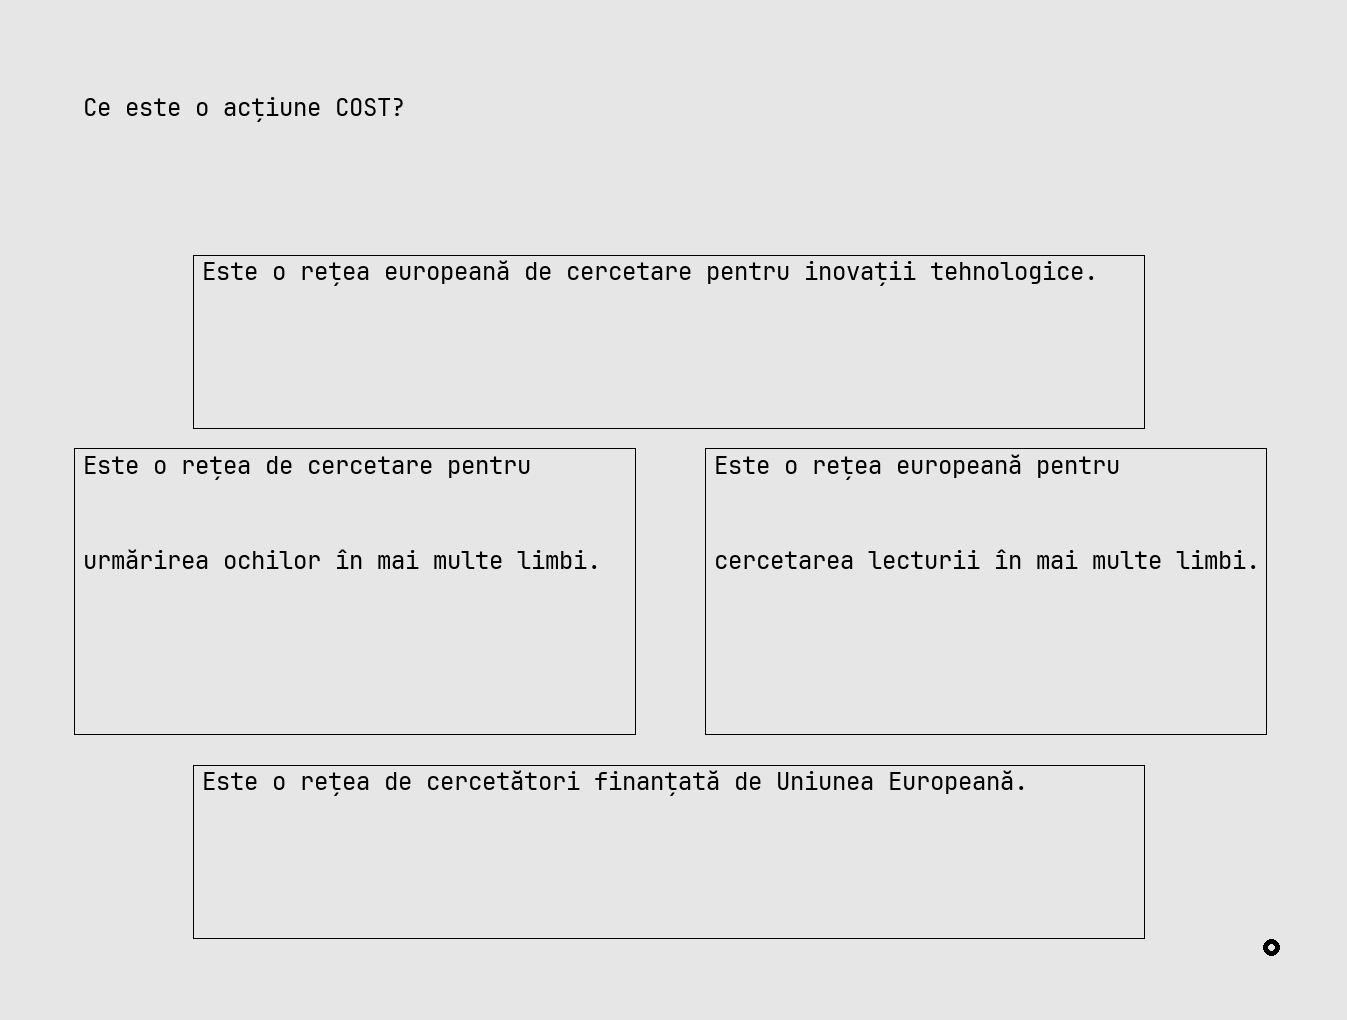 Ce este o acțiune COST?
Este o rețea europeană de cercetare pentru inovații tehnologice.
Este o rețea de cercetare pentru
urmărirea ochilor în mai multe limbi.
Este o rețea europeană pentru
cercetarea lecturii în mai multe limbi.
Este o rețea de cercetători finanțată de Uniunea Europeană.